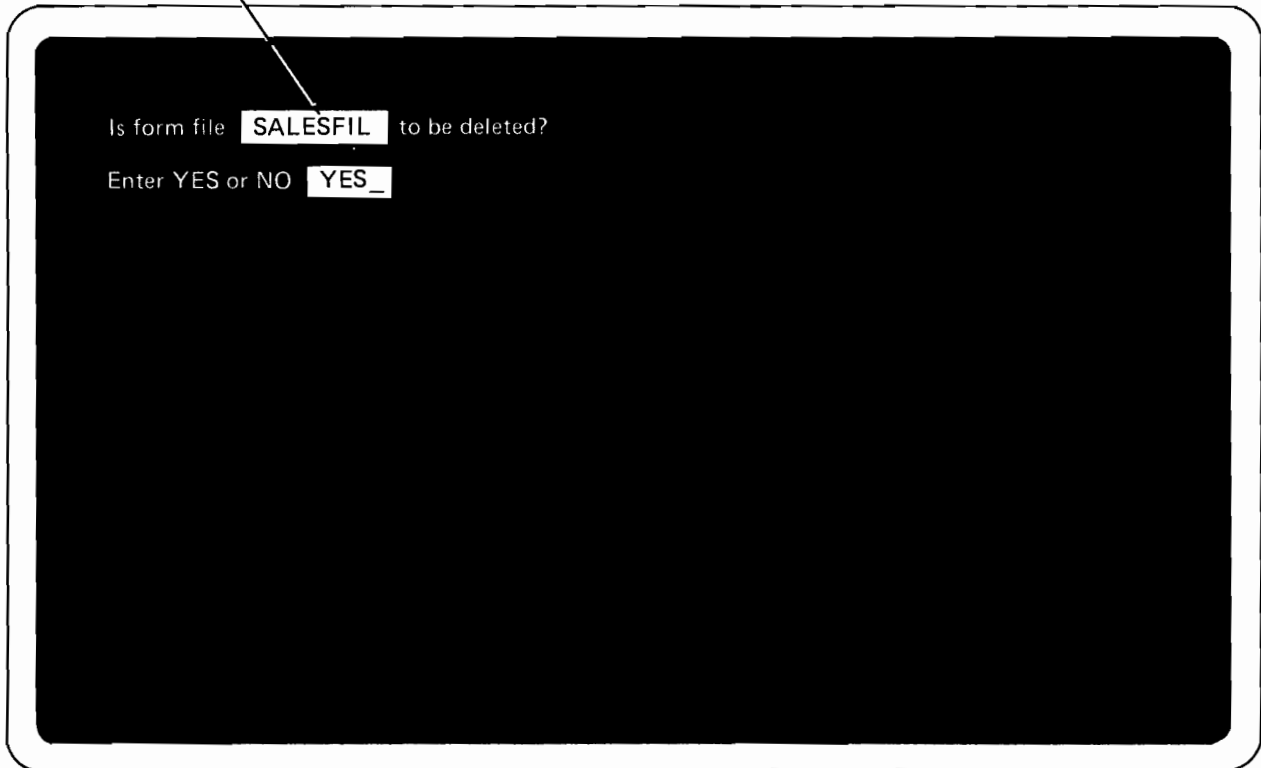 Is form file SALESFIL to be deleted?
Enter YES or NO YES_